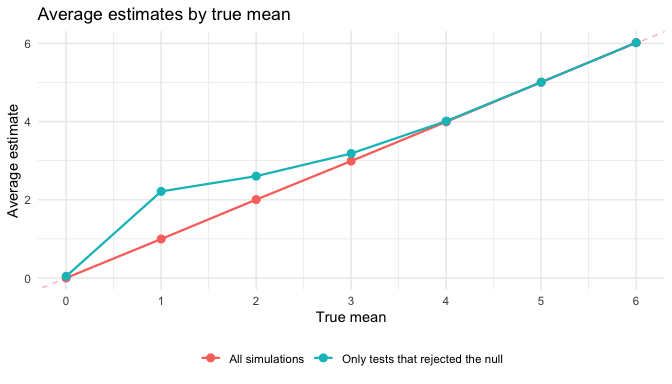 Average estimates by true mean
Average estimate
6
4
2
0
0 1 2 3 4 5 6
True mean
All simulations Only tests that rejected the null